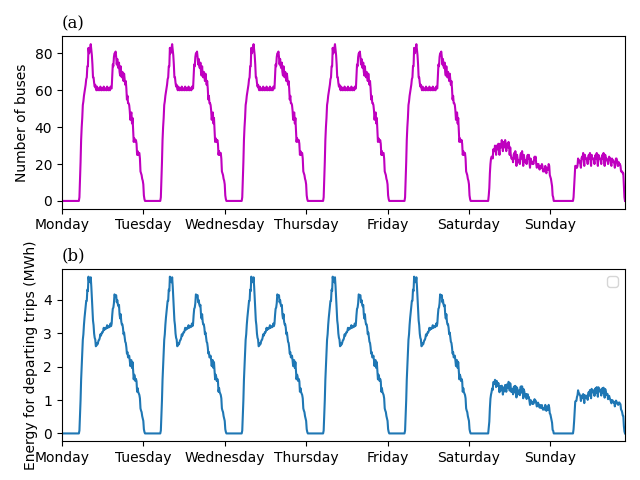 (a)
Number of buses
80
60
40
20
0
Monday Tuesday Wednesday Thursday Friday Saturday Sunday
(b)
Energy for departing trips (MWh)
4
3
2
1
0
Monday Tuesday Wednesday Thursday Friday Saturday Sunday